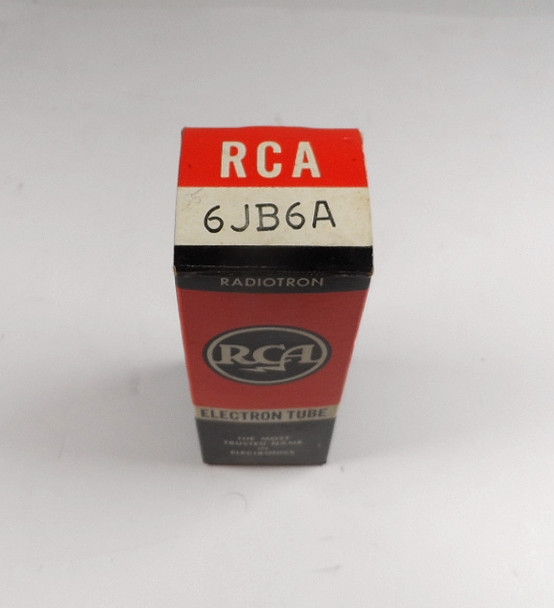 RCA
6JB6A
RADIOTRON
RCA
ELECTRON TUBE
THE MOST
TRUSTED NAME
IN
ELECTRONICS